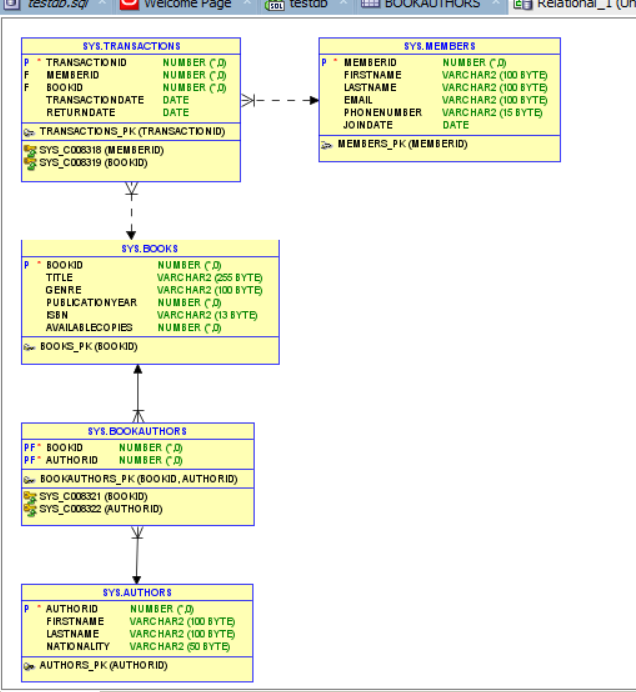 testdb.sql
Welcome Page
testdb
BOOKAUTHORS
Relational_1 (Un
SYS.TRANSACTIONS
P * TRANSACTIONID NUMBER (*,0)
F MEMBERID NUMBER (*,0)
F BOOKID NUMBER (*,0)
TRANSACTIONDATE DATE
RETURNDATE DATE
TRANSACTIONS_PK (TRANSACTIONID)
SYS_C008318 (MEMBERID)
SYS_C008319 (BOOKID)
SYS.MEMBERS
P * MEMBERID NUMBER (*,0)
FIRSTNAME VARCHAR2 (100 BYTE)
LASTNAME VARCHAR2 (100 BYTE)
EMAIL VARCHAR2 (100 BYTE)
PHONENUMBER VARCHAR2 (15 BYTE)
JOINDATE DATE
MEMBERS_PK (MEMBERID)
SYS.BOOKS
P * BOOKID NUMBER (*,0)
TITLE VARCHAR2 (255 BYTE)
GENRE VARCHAR2 (100 BYTE)
PUBLICATIONYEAR NUMBER (*,0)
ISBN VARCHAR2 (13 BYTE)
AVAILABLECOPIES NUMBER (*,0)
BOOKS_PK (BOOKID)
SYS.BOOKAUTHORS
PF * BOOKID NUMBER (*,0)
PF * AUTHORID NUMBER (*,0)
BOOKAUTHORS_PK (BOOKID, AUTHORID)
SYS_C008321 (BOOKID)
SYS_C008322 (AUTHORID)
SYS.AUTHORS
P * AUTHORID NUMBER (*,0)
FIRSTNAME VARCHAR2 (100 BYTE)
LASTNAME VARCHAR2 (100 BYTE)
NATIONALITY VARCHAR2 (50 BYTE)
AUTHORS_PK (AUTHORID)